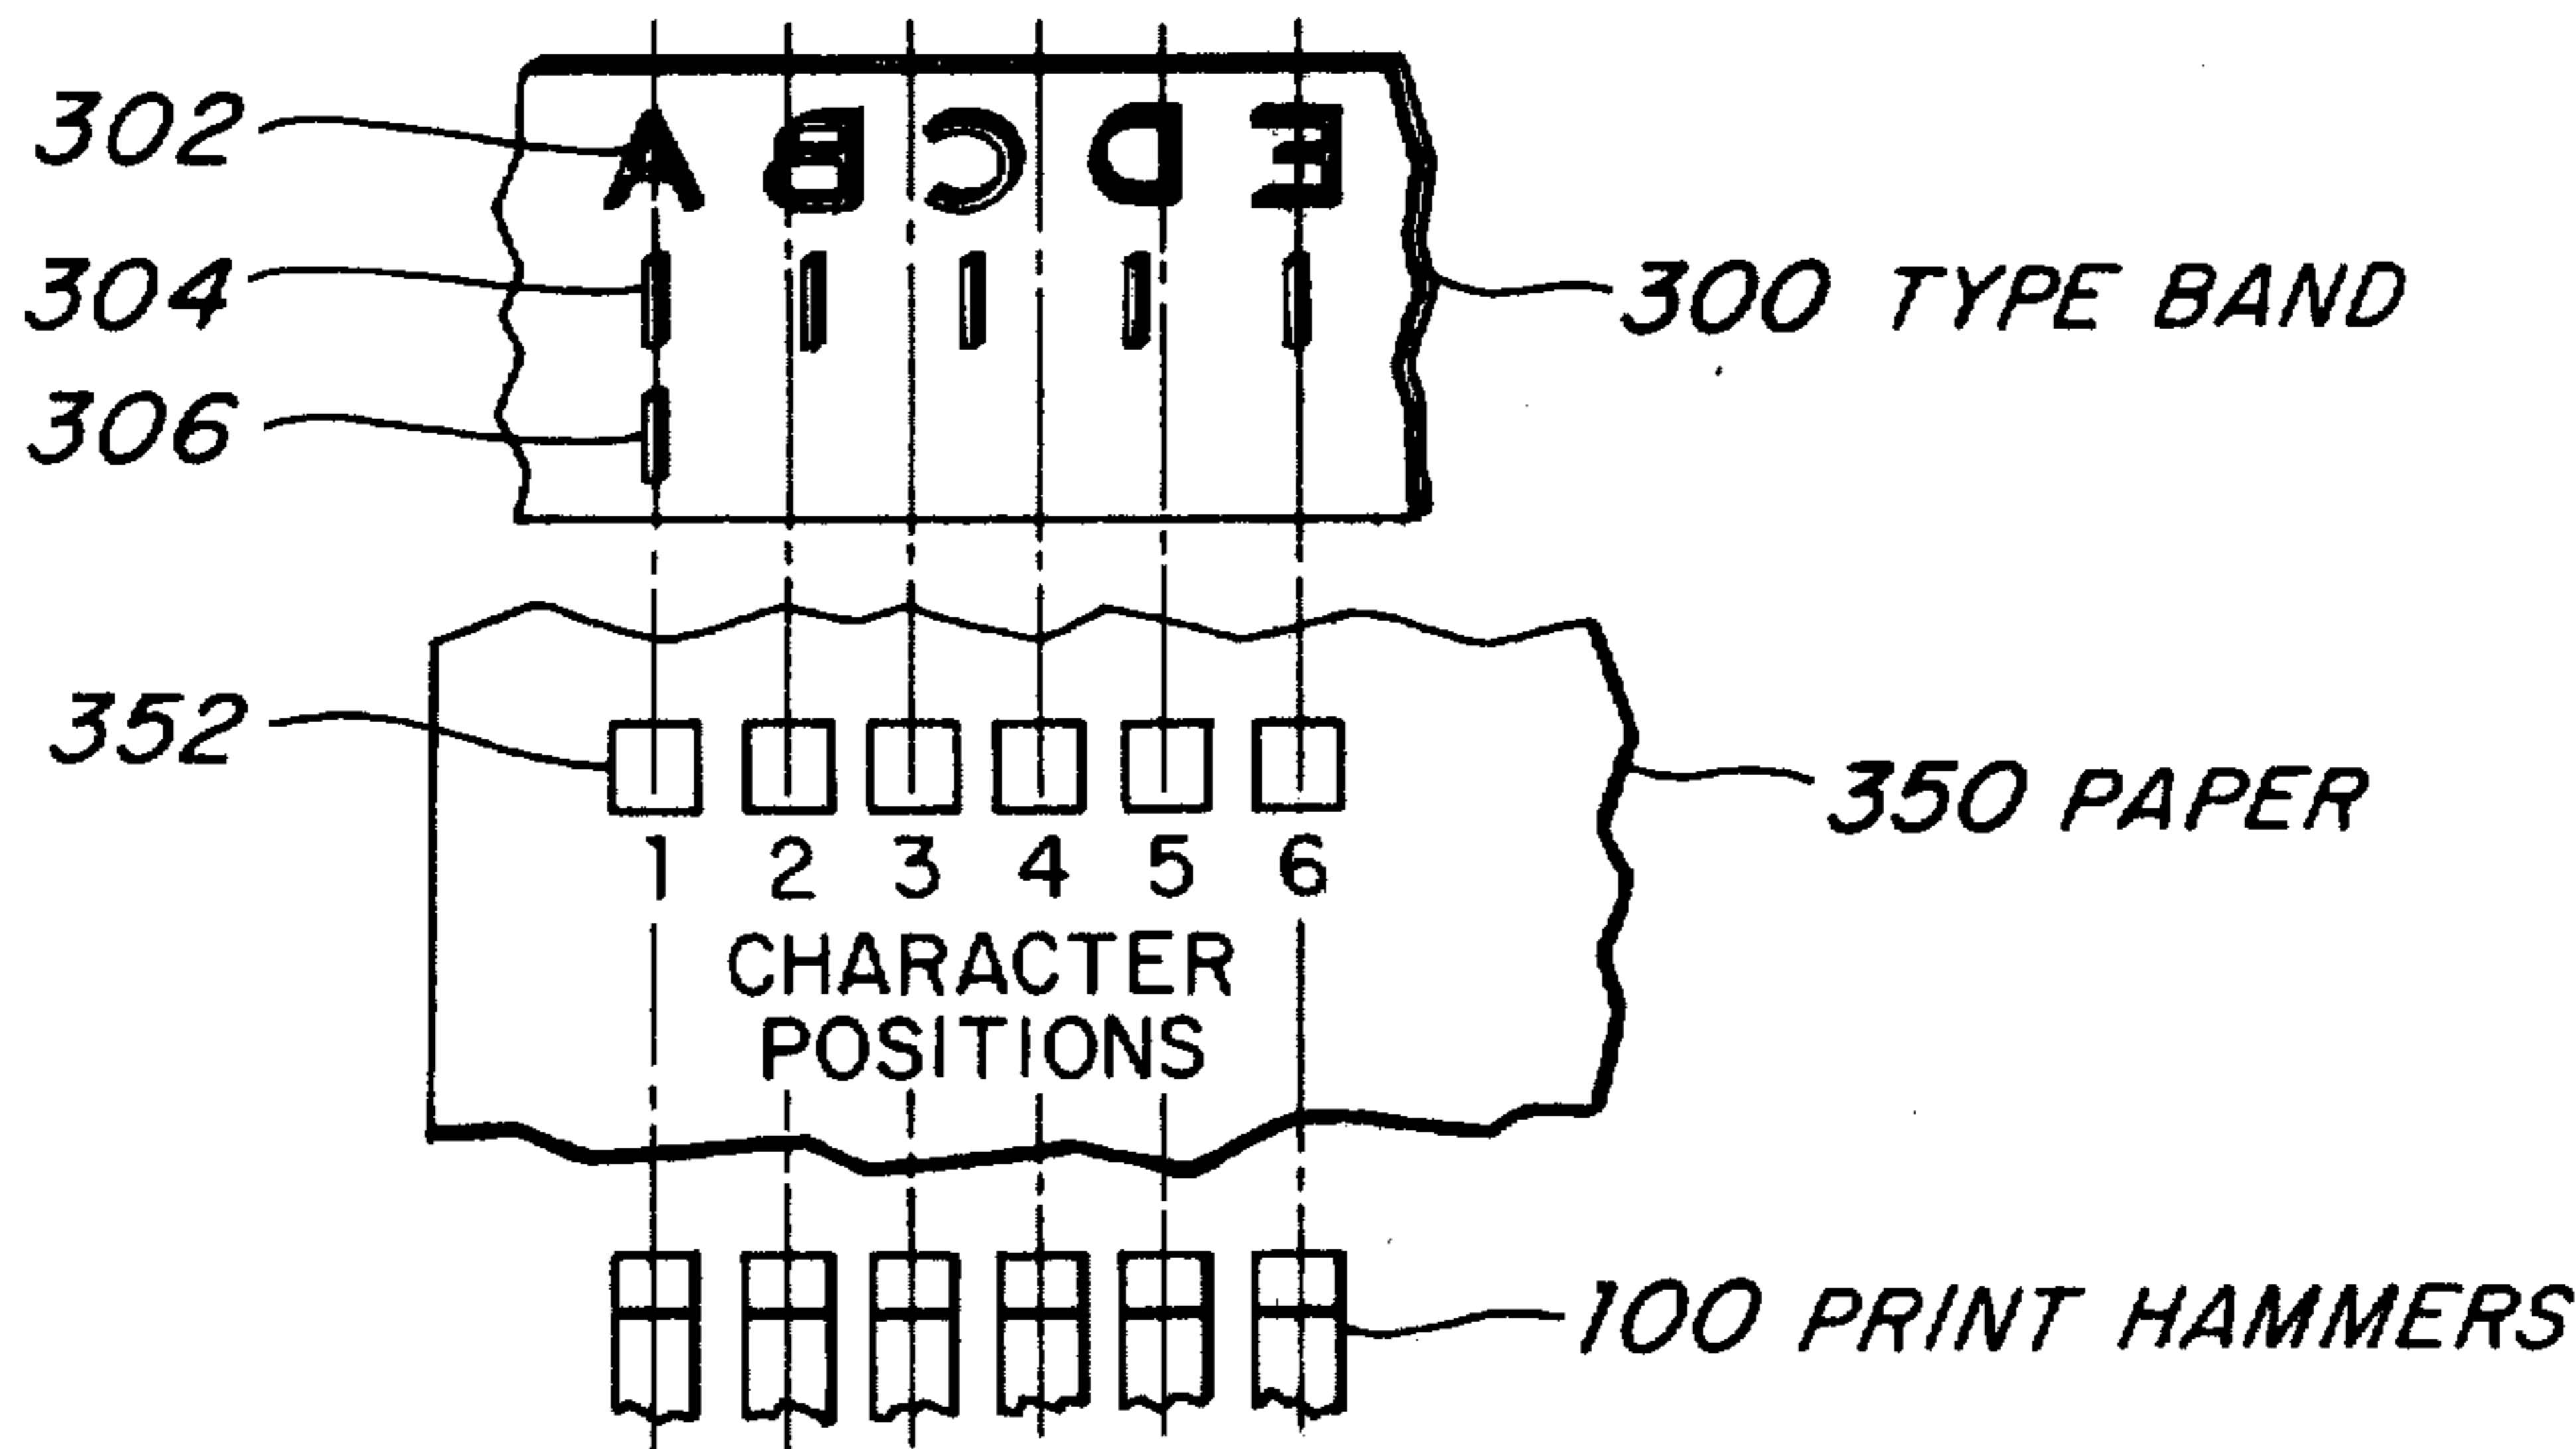 302
A B C D E
304
300 TYPE BAND
306
352
350 PAPER
1 2 3 4 5 6
CHARACTER
POSITIONS
100 PRINT HAMMERS